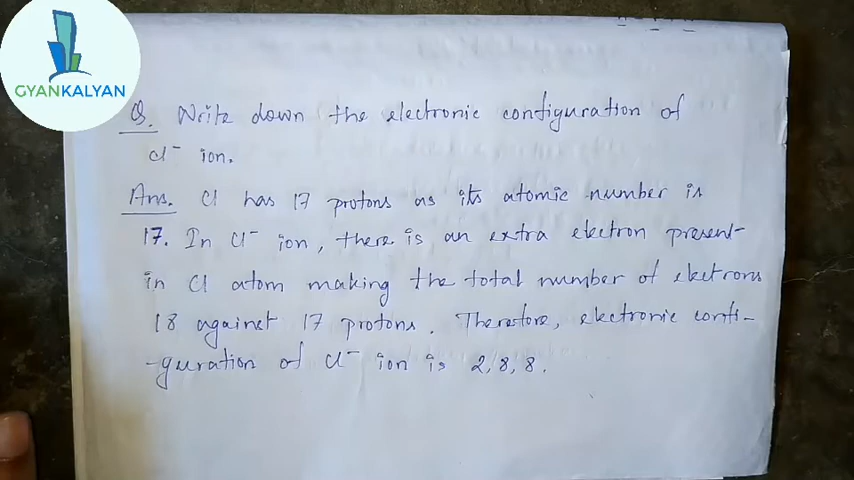 GYANKALYAN
Q. Write down the electronic configuration of
Cl⁻ ion.
Ans. Cl has 17 protons as its atomic number is
17. In Cl⁻ ion, there is an extra electron present
in Cl atom making the total number of electrons
18 against 17 protons. Therefore, electronic confi-
-guration of Cl⁻ ion is 2,8,8.